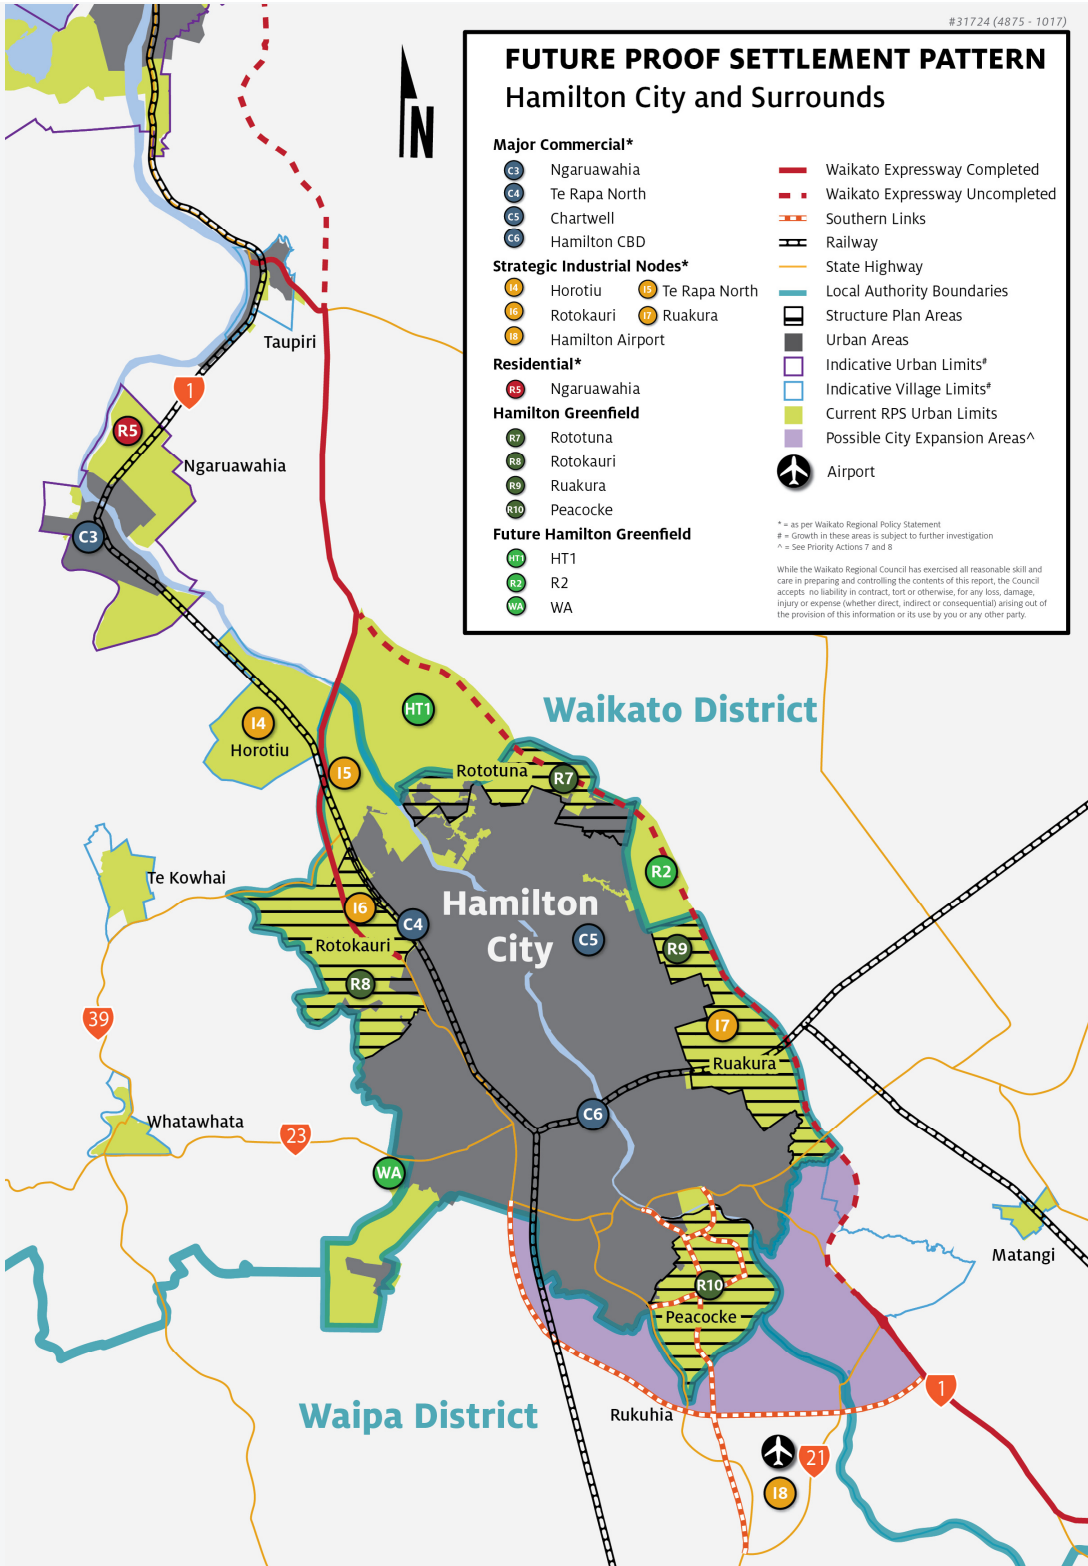 #31724 (4875 - 1017)
FUTURE PROOF SETTLEMENT PATTERN
Hamilton City and Surrounds
N
Major Commercial*
C3 Ngaruawahia
C4 Te Rapa North
C5 Chartwell
C6 Hamilton CBD
Strategic Industrial Nodes*
I4 Horotiu I5 Te Rapa North
I6 Rotokauri I7 Ruakura
I8 Hamilton Airport
Residential*
R5 Ngaruawahia
Hamilton Greenfield
R7 Rototuna
R8 Rotokauri
R9 Ruakura
R10 Peacocke
Future Hamilton Greenfield
HT1 HT1
R2 R2
WA WA
Waikato Expressway Completed
Waikato Expressway Uncompleted
Southern Links
Railway
State Highway
Local Authority Boundaries
Structure Plan Areas
Urban Areas
Indicative Urban Limits#
Indicative Village Limits#
Current RPS Urban Limits
Possible City Expansion Areas^
Airport
* = as per Waikato Regional Policy Statement
# = Growth in these areas is subject to further investigation
^ = See Priority Actions 7 and 8
While the Waikato Regional Council has exercised all reasonable skill and
care in preparing and controlling the contents of this report, the Council
accepts no liability in contract, tort or otherwise, for any loss, damage,
injury or expense (whether direct, indirect or consequential) arising out of
the provision of this information or its use by you or any other party.
Taupiri
1
R5
Ngaruawahia
C3
HT1
Waikato District
I4
Horotiu
I5
Rototuna
R7
Te Kowhai
R2
I6
Hamilton
City
C4
C5
Rotokauri
R9
R8
39
I7
Ruakura
C6
Whatawhata
23
WA
Matangi
R10
Peacocke
Waipa District
Rukuhia
1
21
I8